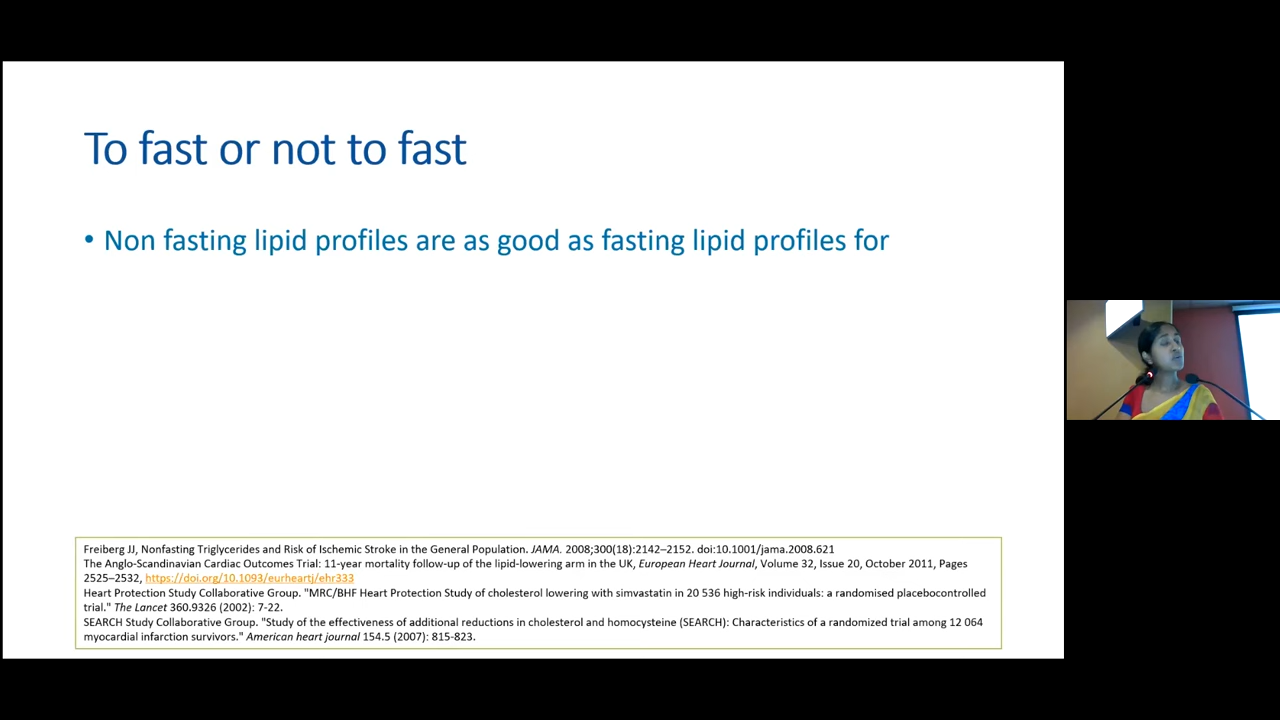 To fast or not to fast
• Non fasting lipid profiles are as good as fasting lipid profiles for
Freiberg JJ, Nonfasting Triglycerides and Risk of Ischemic Stroke in the General Population. JAMA. 2008;300(18):2142–2152. doi:10.1001/jama.2008.621
The Anglo-Scandinavian Cardiac Outcomes Trial: 11-year mortality follow-up of the lipid-lowering arm in the UK, European Heart Journal, Volume 32, Issue 20, October 2011, Pages
2525–2532, https://doi.org/10.1093/eurheartj/ehr333
Heart Protection Study Collaborative Group. "MRC/BHF Heart Protection Study of cholesterol lowering with simvastatin in 20 536 high-risk individuals: a randomised placebocontrolled
trial." The Lancet 360.9326 (2002): 7-22.
SEARCH Study Collaborative Group. "Study of the effectiveness of additional reductions in cholesterol and homocysteine (SEARCH): Characteristics of a randomized trial among 12 064
myocardial infarction survivors." American heart journal 154.5 (2007): 815-823.